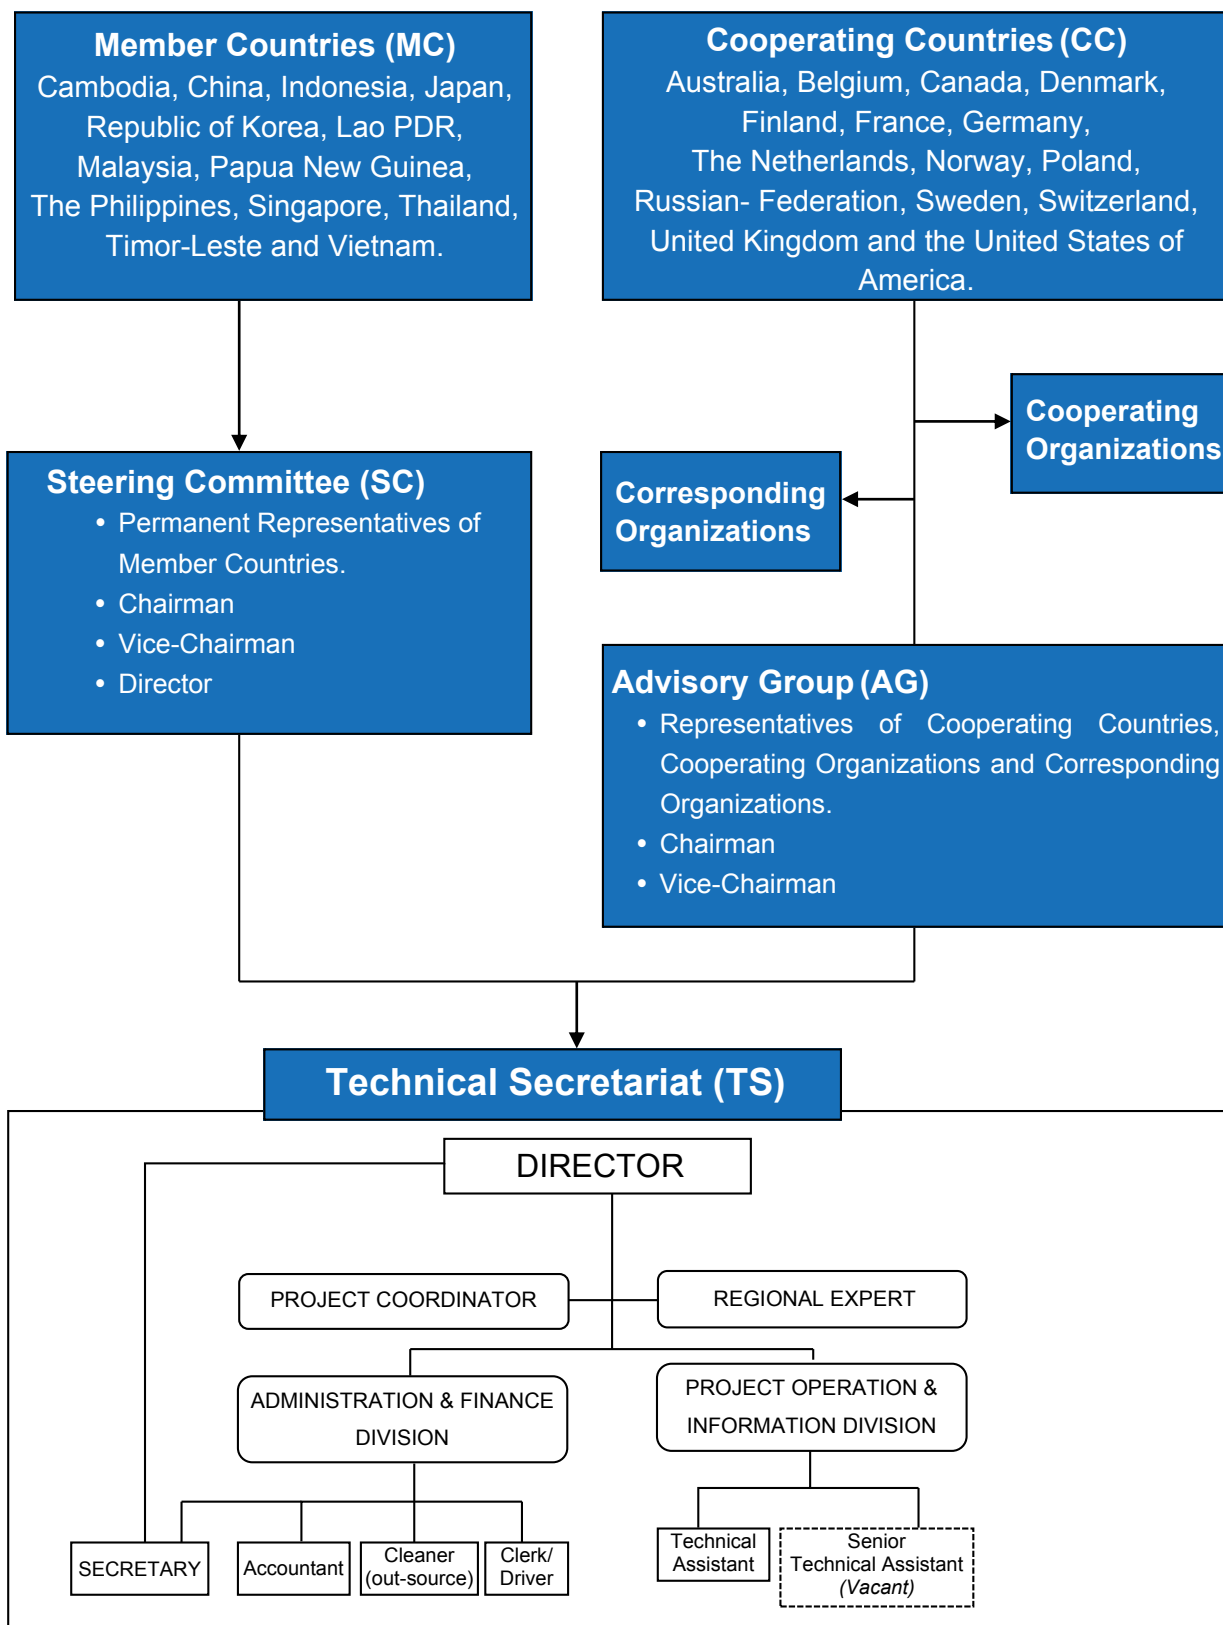 Member Countries (MC)
Cambodia, China, Indonesia, Japan,
Republic of Korea, Lao PDR,
Malaysia, Papua New Guinea,
The Philippines, Singapore, Thailand,
Timor-Leste and Vietnam.
Cooperating Countries (CC)
Australia, Belgium, Canada, Denmark,
Finland, France, Germany,
The Netherlands, Norway, Poland,
Russian- Federation, Sweden, Switzerland,
United Kingdom and the United States of
America.
Cooperating
Organizations
Corresponding
Organizations
Steering Committee (SC)
• Permanent Representatives of
Member Countries.
• Chairman
• Vice-Chairman
• Director
Advisory Group (AG)
• Representatives of Cooperating Countries,
Cooperating Organizations and Corresponding
Organizations.
• Chairman
• Vice-Chairman
Technical Secretariat (TS)
DIRECTOR
PROJECT COORDINATOR
REGIONAL EXPERT
ADMINISTRATION & FINANCE
DIVISION
PROJECT OPERATION &
INFORMATION DIVISION
SECRETARY
Accountant
Cleaner
(out-source)
Clerk/
Driver
Technical
Assistant
Senior
Technical Assistant
(Vacant)